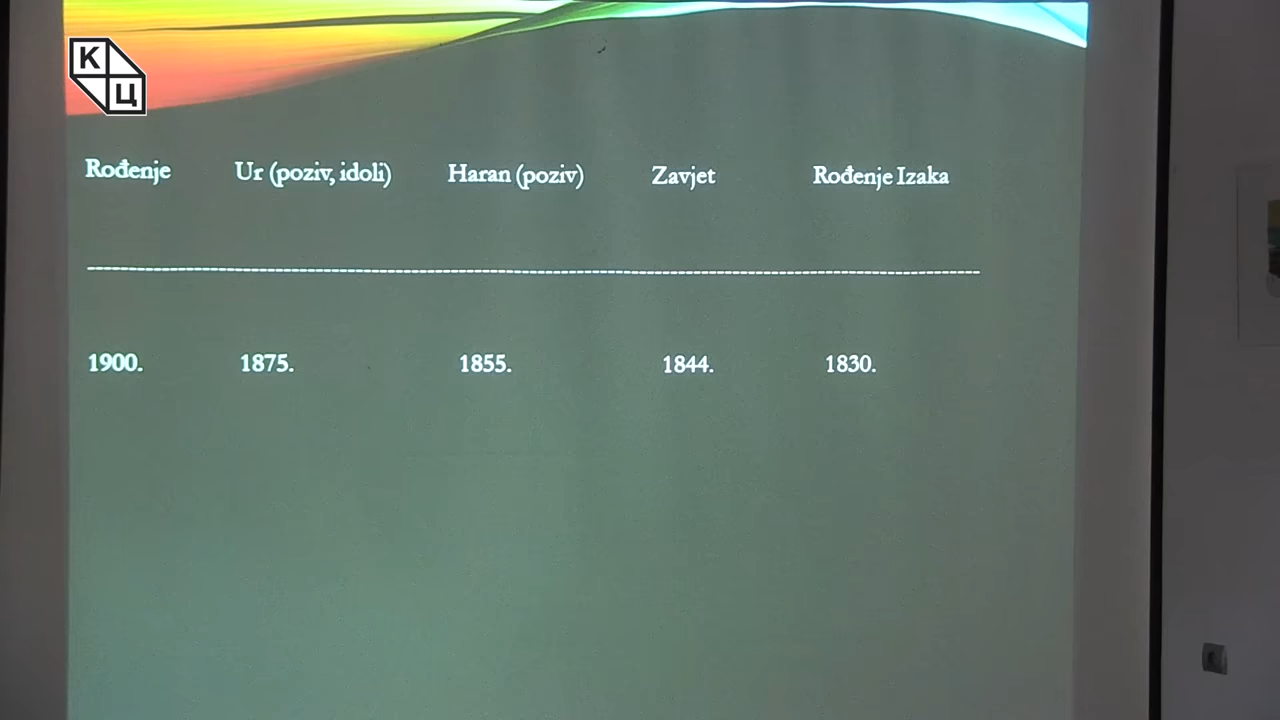 К
Ц
Rođenje Ur (poziv, idoli) Haran (poziv) Zavjet Rođenje Izaka
--------------------------------------------------------------------------------------------------------------
1900. 1875. 1855. 1844. 1830.